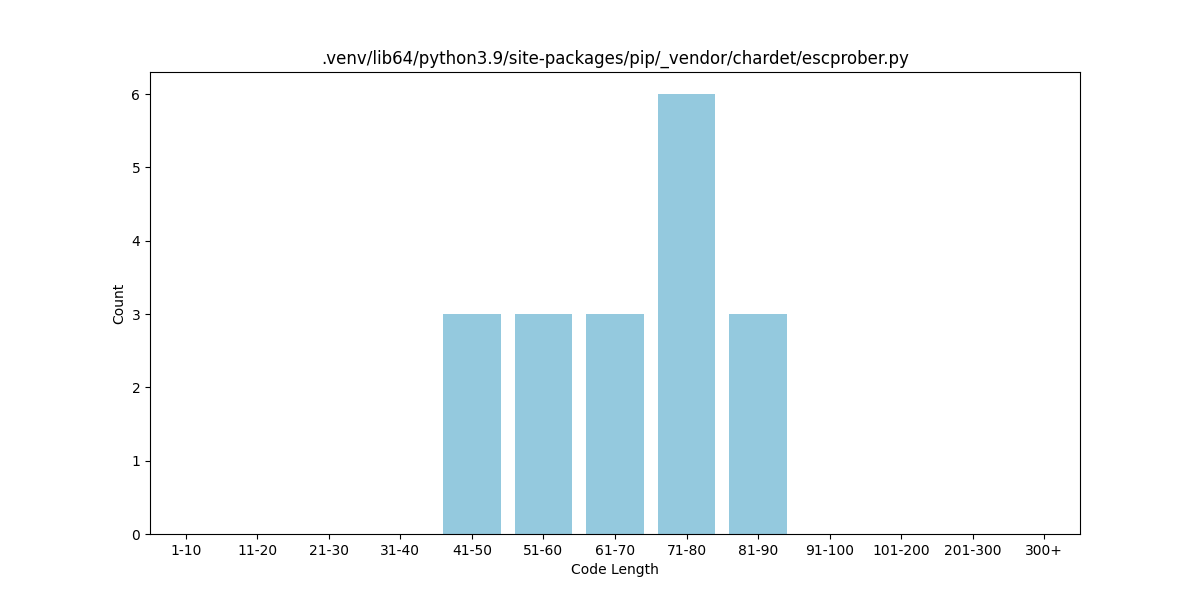 .venv/lib64/python3.9/site-packages/pip/_vendor/chardet/escprober.py
6
5
4
3
2
1
0
Count
1-10 11-20 21-30 31-40 41-50 51-60 61-70 71-80 81-90 91-100 101-200 201-300 300+
Code Length